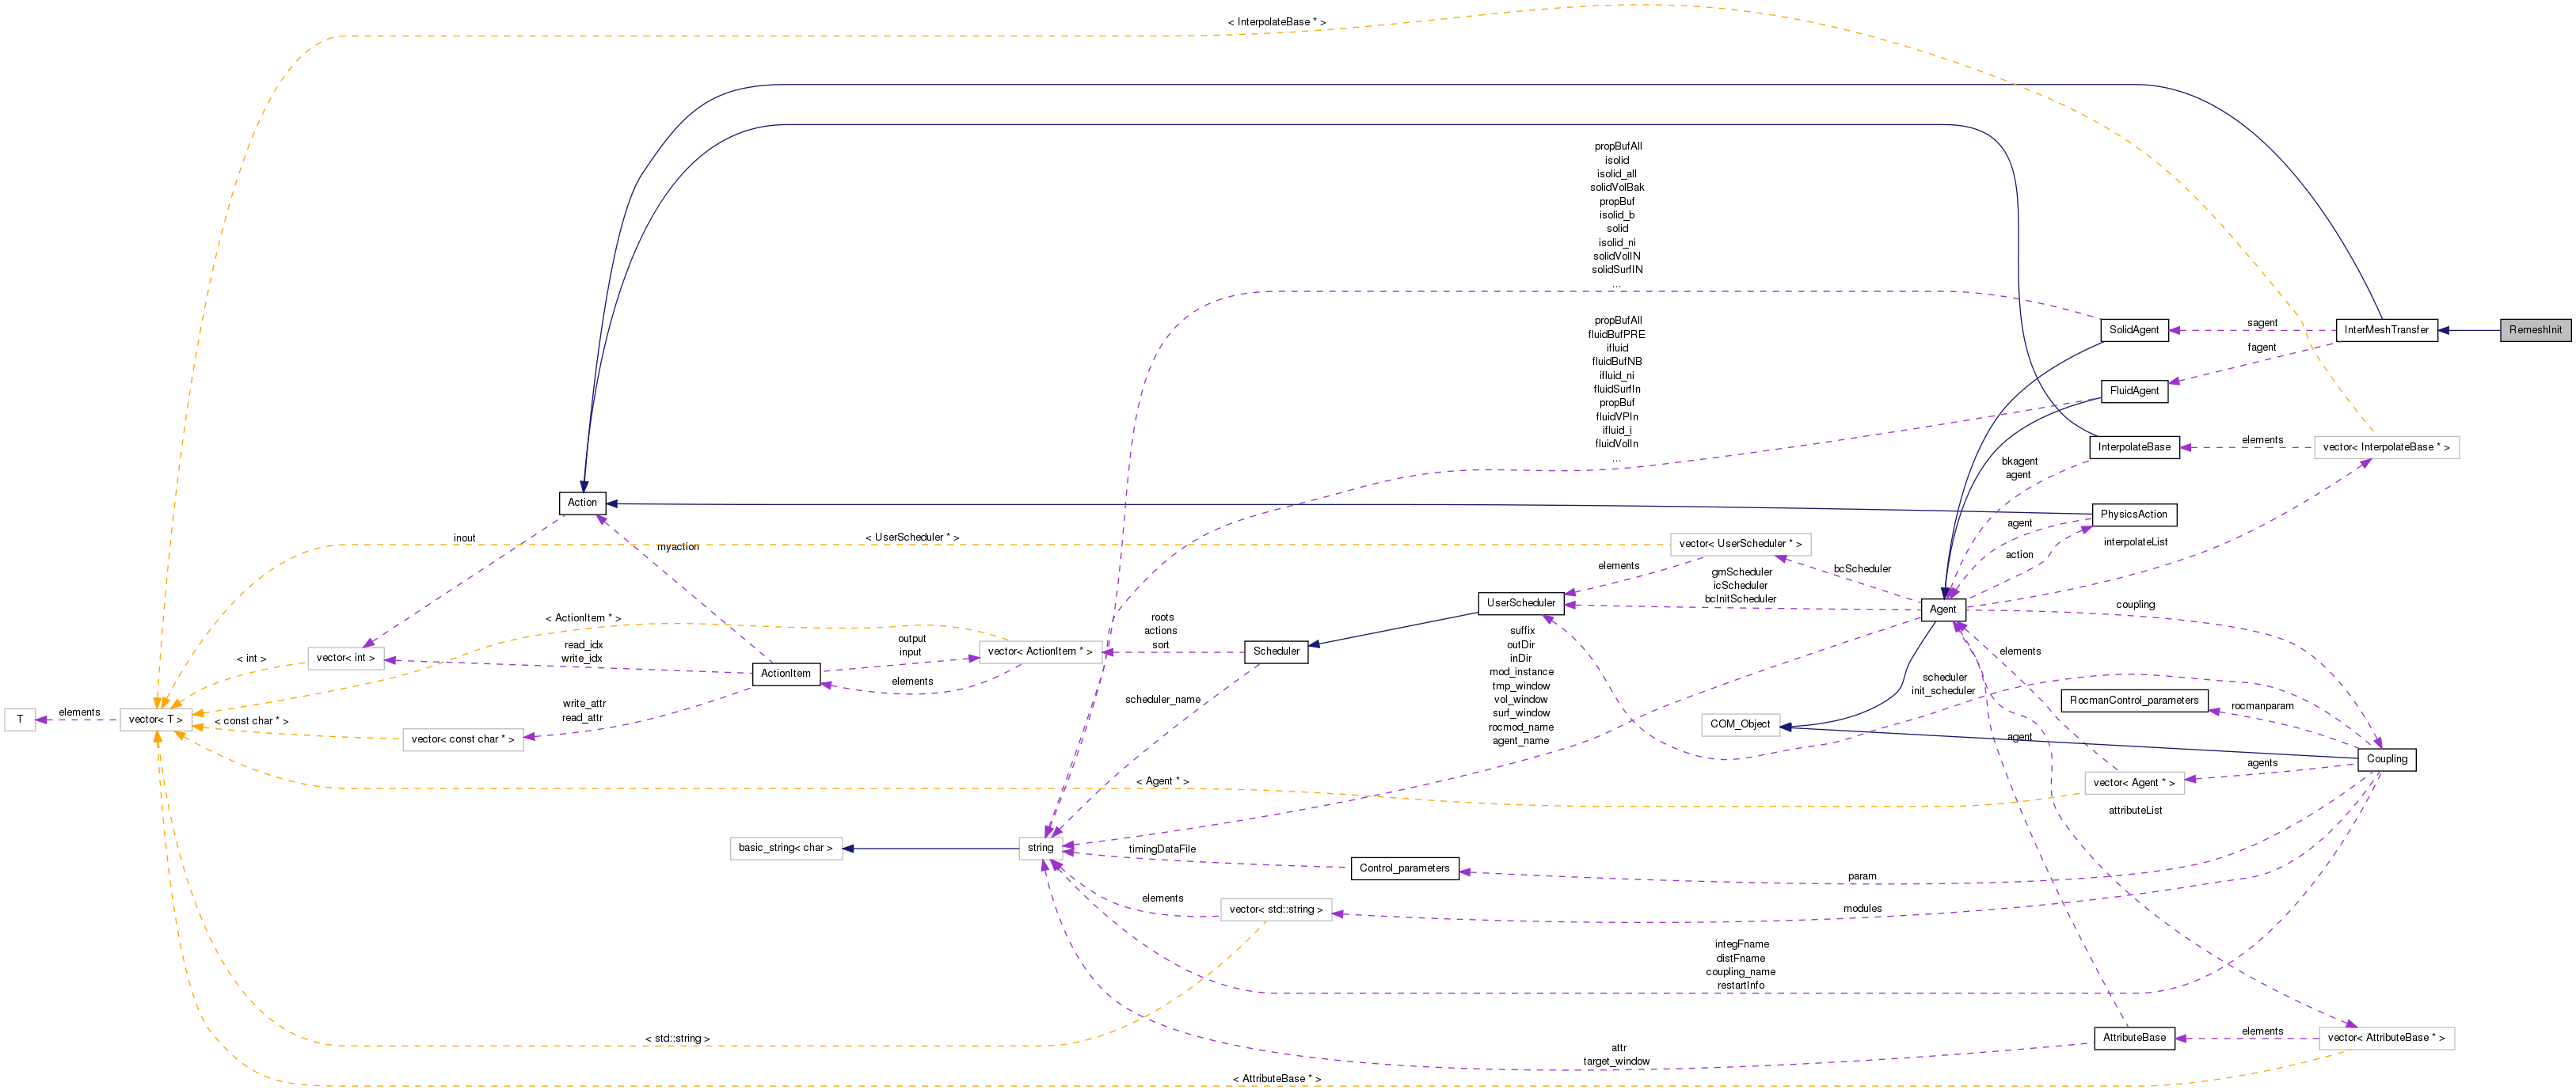 < InterpolateBase * >
propBufAll
isolid
isolid_all
solidVolBak
propBuf
isolid_b
solid
isolid_ni
solidVolIN
solidSurfIN
...
propBufAll
fluidBufPRE
ifluid
fluidBufNB
ifluid_ni
fluidSurfIn
propBuf
fluidVPIn
ifluid_i
fluidVolIn
...
SolidAgent
sagent
InterMeshTransfer
RemeshInit
fagent
FluidAgent
InterpolateBase
elements
vector< InterpolateBase * >
bkagent
agent
Action
PhysicsAction
agent
action
interpolateList
inout
myaction
< UserScheduler * >
vector< UserScheduler * >
elements
bcScheduler
gmScheduler
icScheduler
bcInitScheduler
UserScheduler
Agent
coupling
< ActionItem * >
roots
actions
sort
output
input
read_idx
write_idx
< int >
vector< int >
ActionItem
vector< ActionItem * >
elements
Scheduler
suffix
outDir
inDir
mod_instance
tmp_window
vol_window
surf_window
rocmod_name
agent_name
elements
scheduler
init_scheduler
RocmanControl_parameters
rocmanparam
scheduler_name
write_attr
read_attr
T
elements
vector< T >
< const char * >
vector< const char * >
COM_Object
agent
Coupling
agents
vector< Agent * >
< Agent * >
attributeList
basic_string< char >
string
timingDataFile
Control_parameters
param
elements
vector< std::string >
modules
integFname
distFname
coupling_name
restartInfo
< std::string >
attr
target_window
AttributeBase
elements
vector< AttributeBase * >
< AttributeBase * >